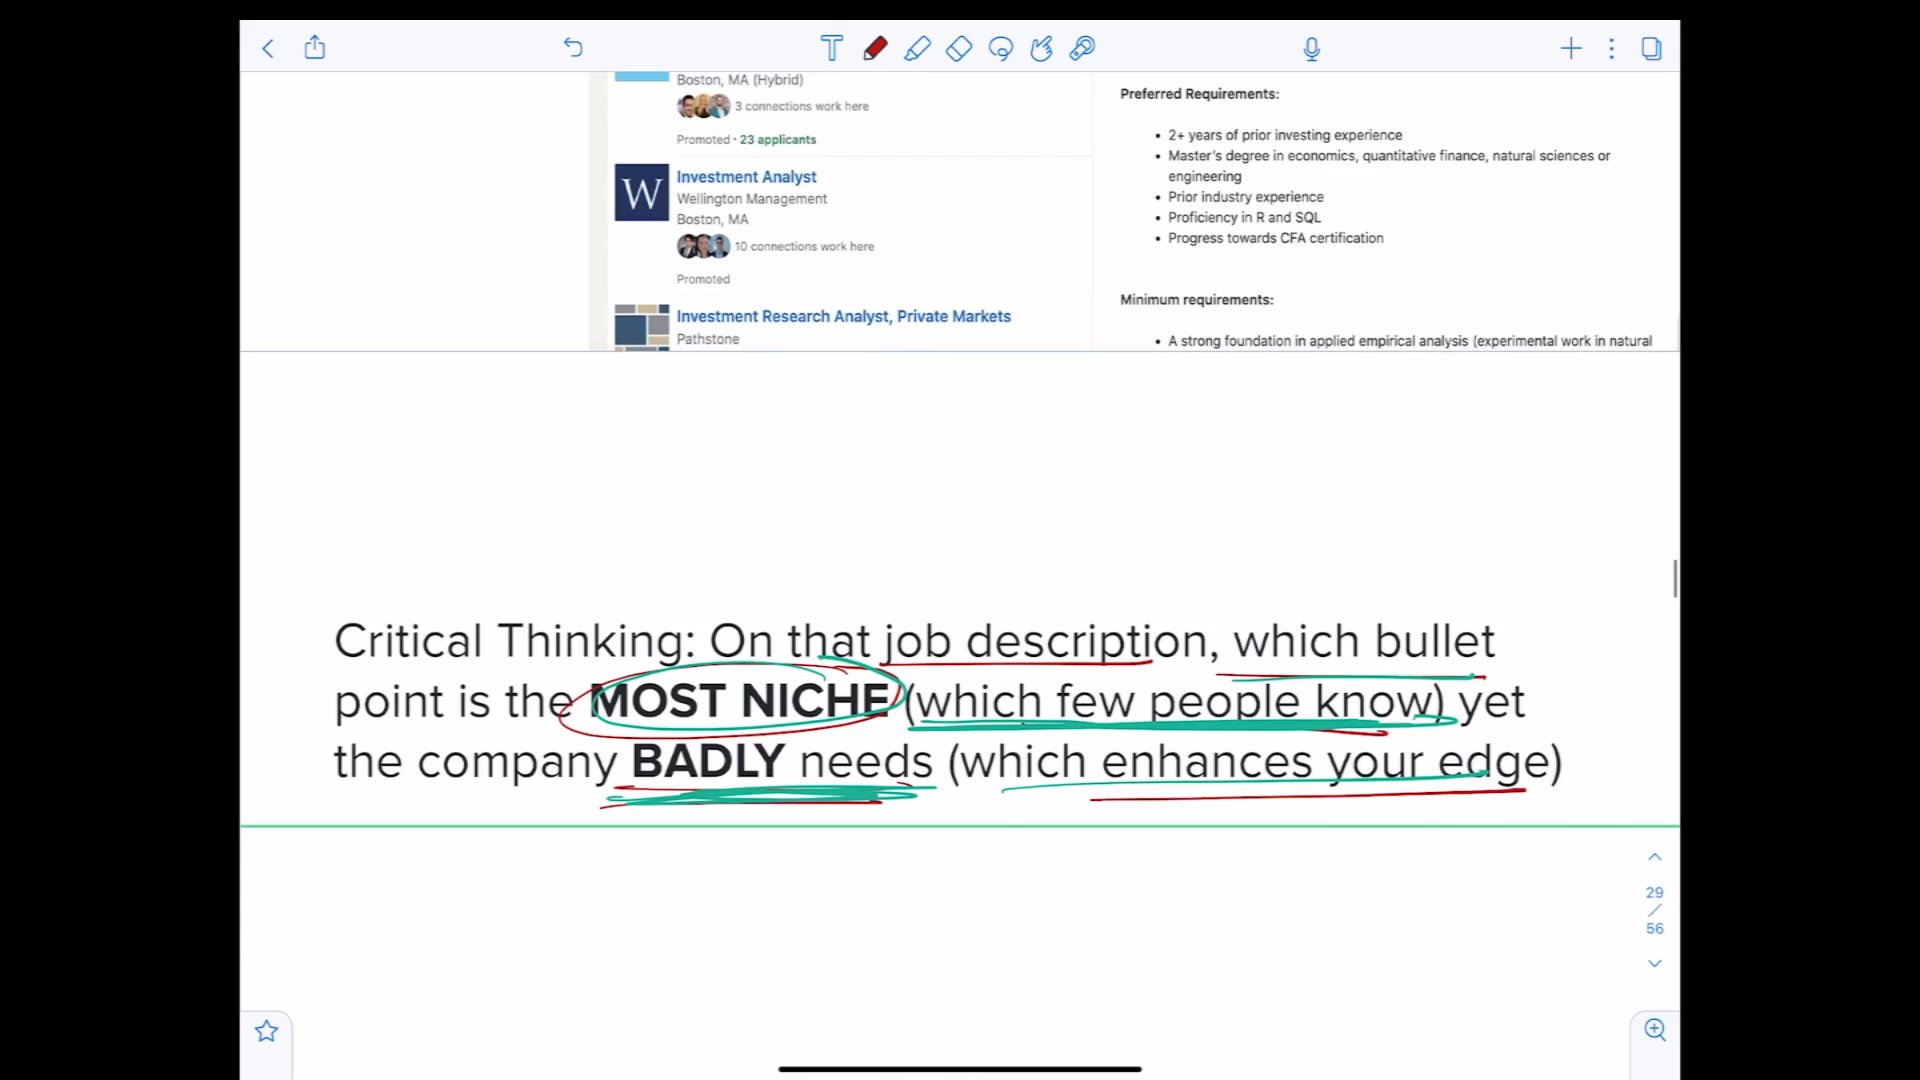 Boston, MA (Hybrid)
3 connections work here
Promoted · 23 applicants
W
Investment Analyst
Wellington Management
Boston, MA
10 connections work here
Promoted
Investment Research Analyst, Private Markets
Pathstone
Preferred Requirements:
• 2+ years of prior investing experience
• Master's degree in economics, quantitative finance, natural sciences or
engineering
• Prior industry experience
• Proficiency in R and SQL
• Progress towards CFA certification
Minimum requirements:
• A strong foundation in applied empirical analysis (experimental work in natural
Critical Thinking: On that job description, which bullet
point is the MOST NICHE (which few people know) yet
the company BADLY needs (which enhances your edge)
29
/
56